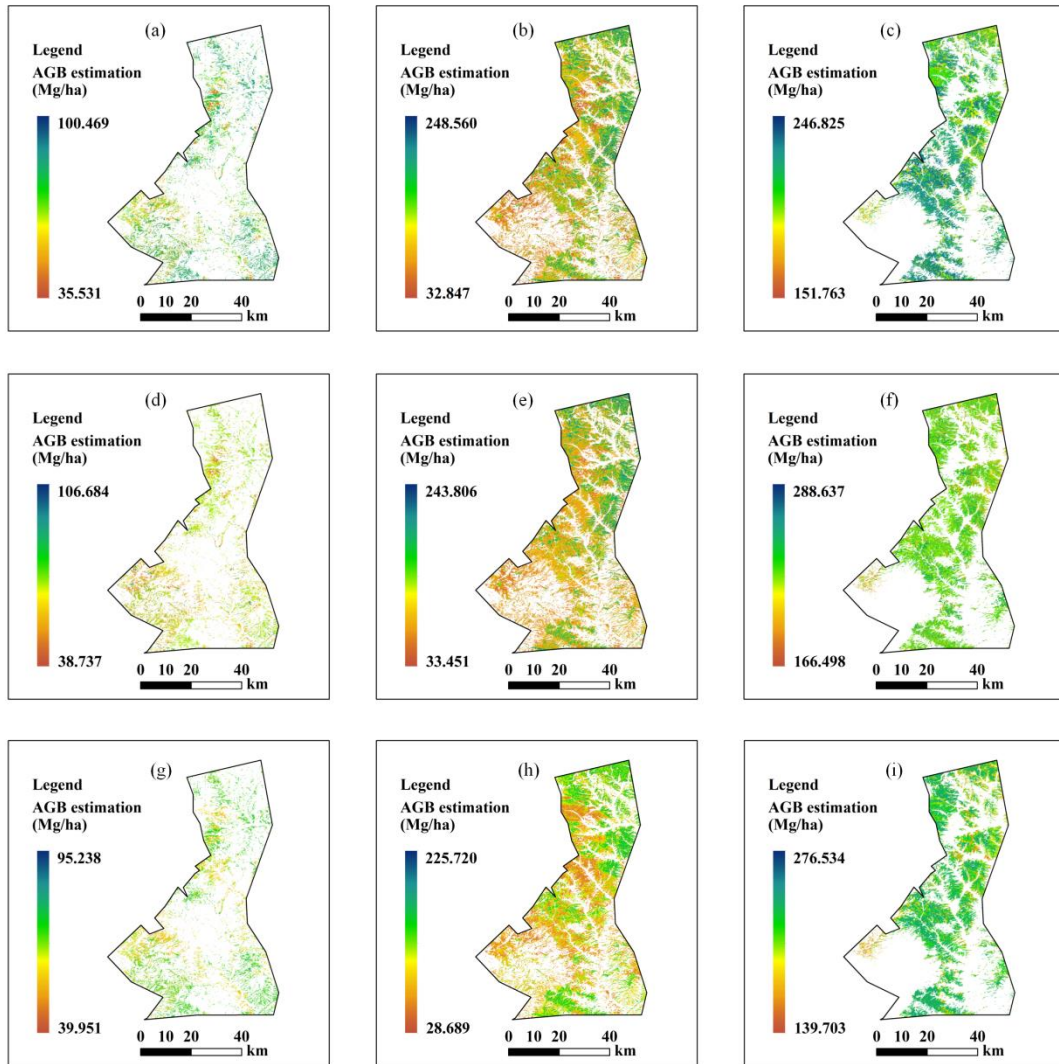 (a)
Legend
AGB estimation
(Mg/ha)
100.469
35.531
0 10 20 40
km
(b)
Legend
AGB estimation
(Mg/ha)
248.560
32.847
0 10 20 40
km
(c)
Legend
AGB estimation
(Mg/ha)
246.825
151.763
0 10 20 40
km
(d)
Legend
AGB estimation
(Mg/ha)
106.684
38.737
0 10 20 40
km
(e)
Legend
AGB estimation
(Mg/ha)
243.806
33.451
0 10 20 40
km
(f)
Legend
AGB estimation
(Mg/ha)
288.637
166.498
0 10 20 40
km
(g)
Legend
AGB estimation
(Mg/ha)
95.238
39.951
0 10 20 40
km
(h)
Legend
AGB estimation
(Mg/ha)
225.720
28.689
0 10 20 40
km
(i)
Legend
AGB estimation
(Mg/ha)
276.534
139.703
0 10 20 40
km